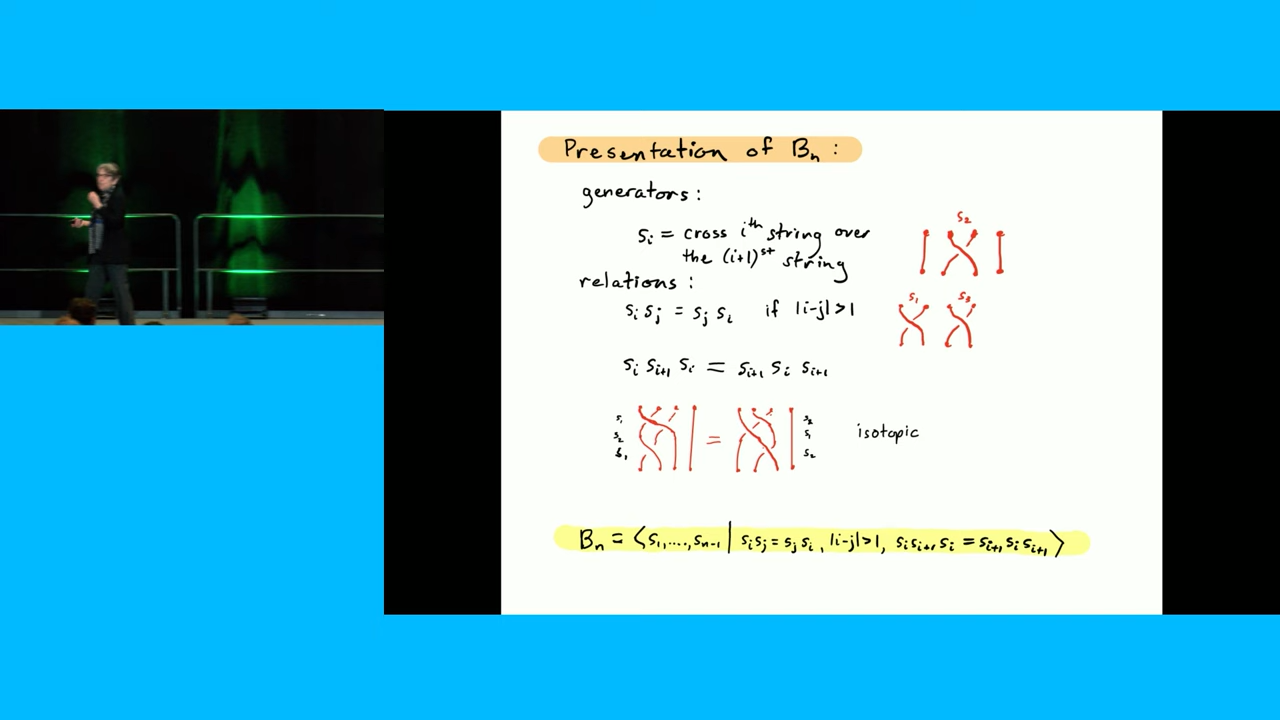 Presentation of Bₙ :
generators :
sᵢ = cross iᵗʰ string over
the (i+1)ˢᵗ string
s₂
relations :
sᵢ sⱼ = sⱼ sᵢ if |i-j|>1
s₁ s₃
sᵢ sᵢ₊₁ sᵢ = sᵢ₊₁ sᵢ sᵢ₊₁
s₁ s₂
s₂ = s₁ isotopic
s₁ s₂
Bₙ = ⟨s₁,....,sₙ₋₁ | sᵢsⱼ = sⱼsᵢ, |i-j|>1, sᵢsᵢ₊₁sᵢ = sᵢ₊₁sᵢsᵢ₊₁⟩